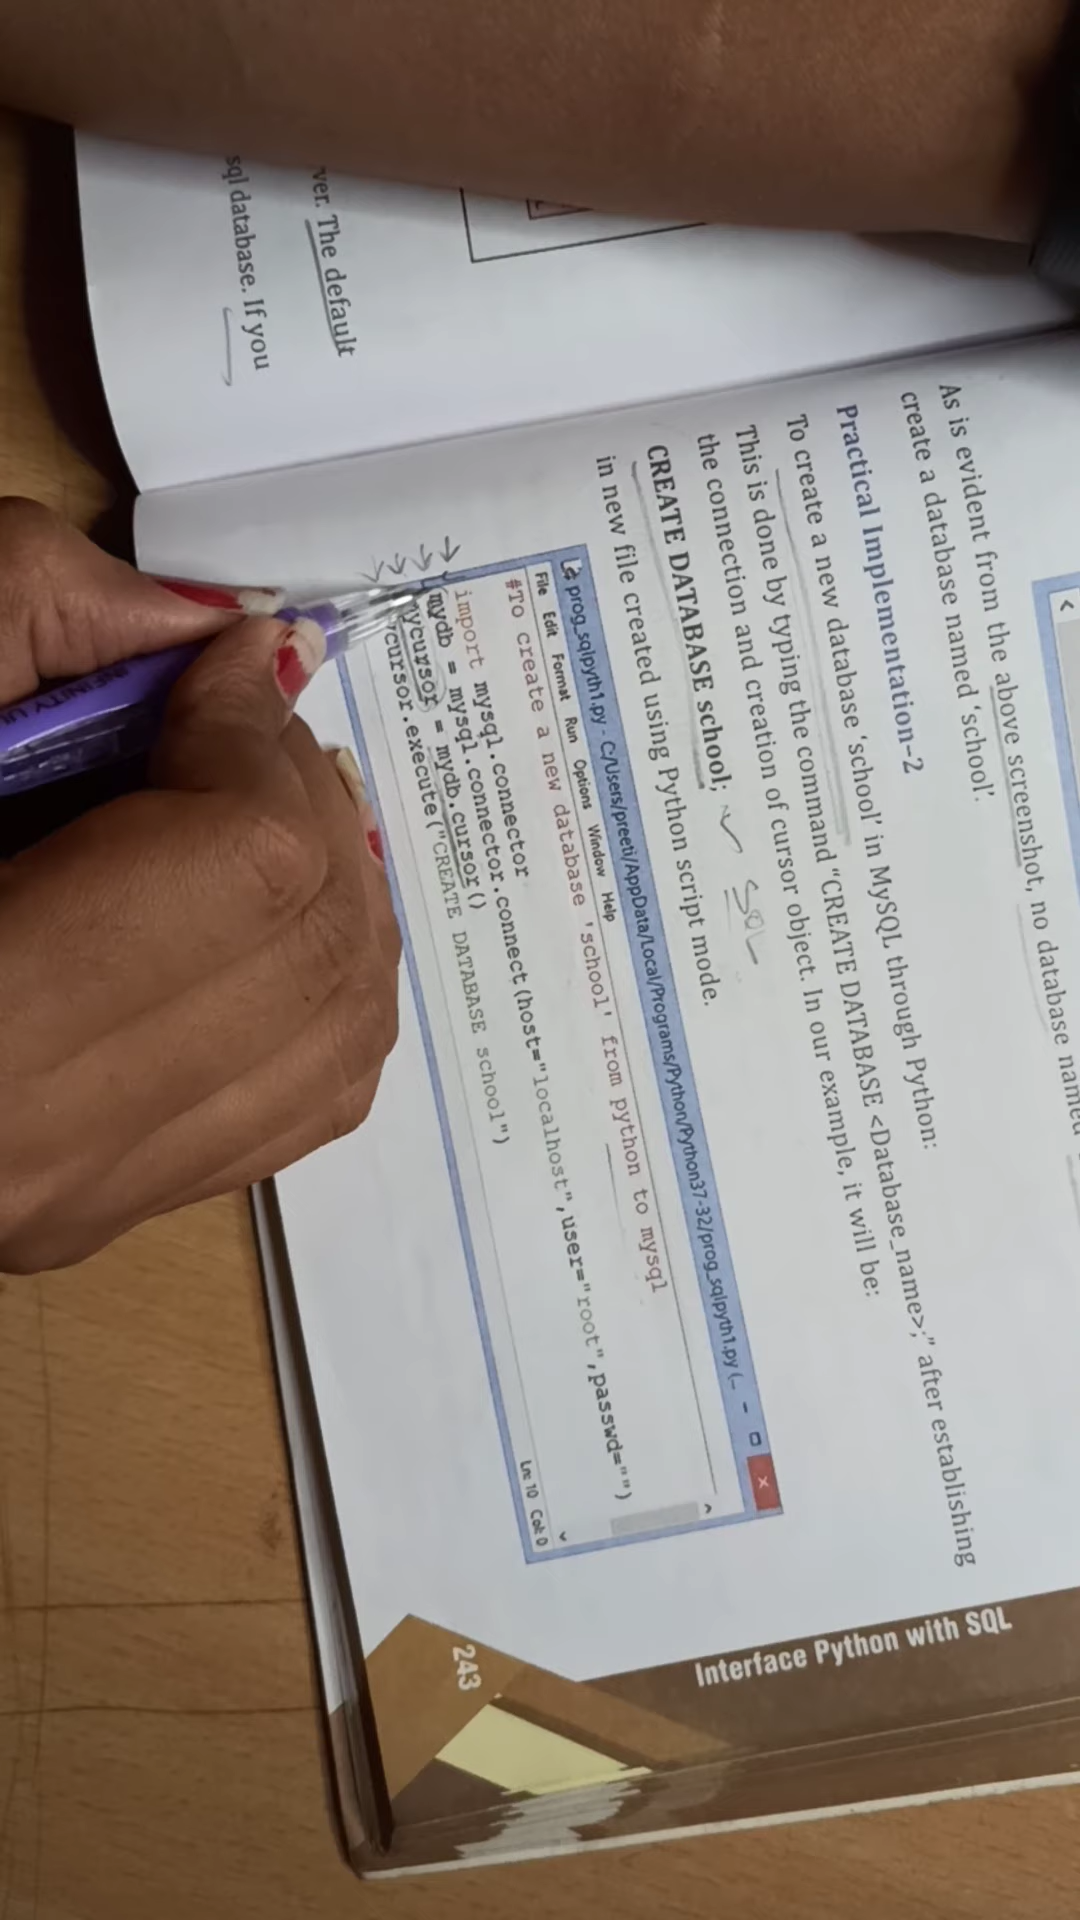 ver. The default
sql database. If you
As is evident from the above screenshot, no database named
create a database named ‘school’.
Practical Implementation–2
To create a new database ‘school’ in MySQL through Python:
This is done by typing the command “CREATE DATABASE <Database_name>;” after establishing
the connection and creation of cursor object. In our example, it will be:
CREATE DATABASE school; SQL
in new file created using Python script mode.
prog_sqlpyth1.py - C:/Users/preeti/AppData/Local/Programs/Python/Python37-32/prog_sqlpyth1.py (...
File Edit Format Run Options Window Help
#To create a new database 'school' from python to mysql
import mysql.connector
mydb = mysql.connector.connect(host="localhost",user="root",passwd="")
mycursor = mydb.cursor()
ycursor.execute("CREATE DATABASE school")
Ln: 10 Col: 0
Interface Python with SQL
243
INFINITY